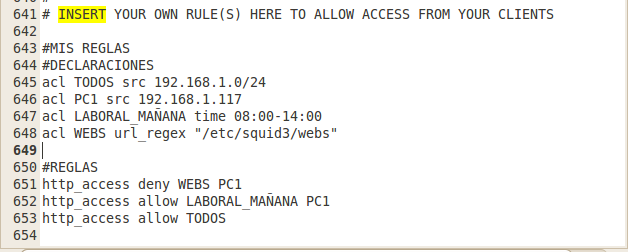 641 # INSERT YOUR OWN RULE(S) HERE TO ALLOW ACCESS FROM YOUR CLIENTS
642
643 #MIS REGLAS
644 #DECLARACIONES
645 acl TODOS src 192.168.1.0/24
646 acl PC1 src 192.168.1.117
647 acl LABORAL_MAÑANA time 08:00-14:00
648 acl WEBS url_regex "/etc/squid3/webs"
649
650 #REGLAS
651 http_access deny WEBS PC1
652 http_access allow LABORAL_MAÑANA PC1
653 http_access allow TODOS
654